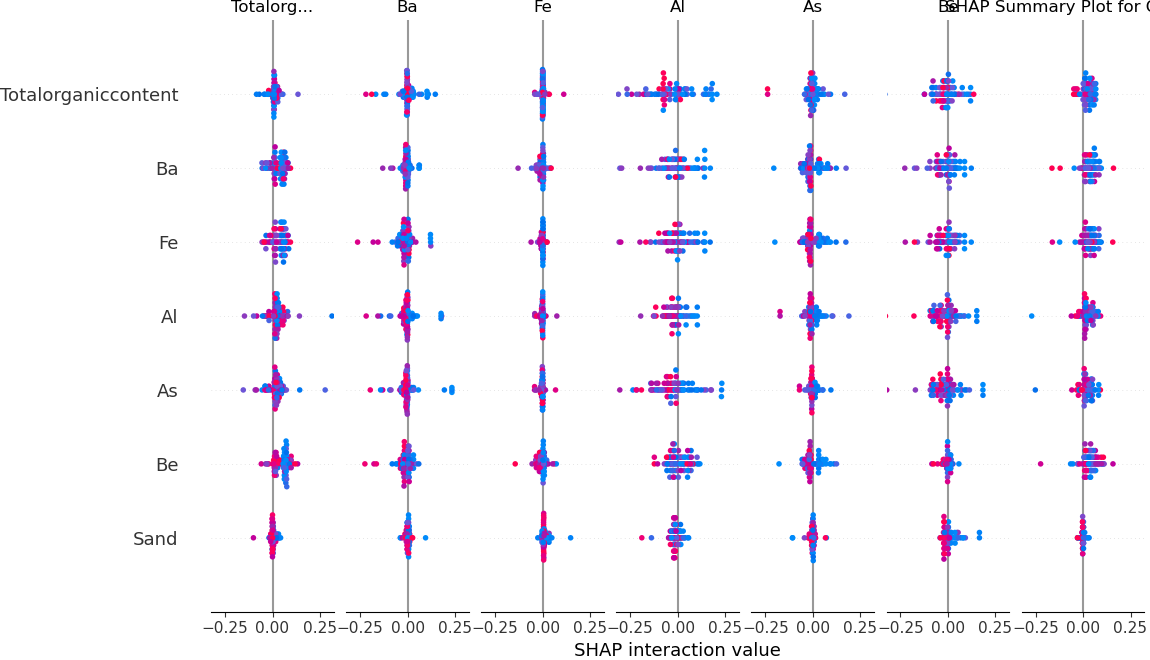 Totalorg... Ba Fe Al As Be SHAP Summary Plot for
Totalorganiccontent
Ba
Fe
Al
As
Be
Sand
−0.25 0.00 0.25 −0.25 0.00 0.25 −0.25 0.00 0.25 −0.25 0.00 0.25 −0.25 0.00 0.25 −0.25 0.00 0.25 −0.25 0.00 0.25
SHAP interaction value